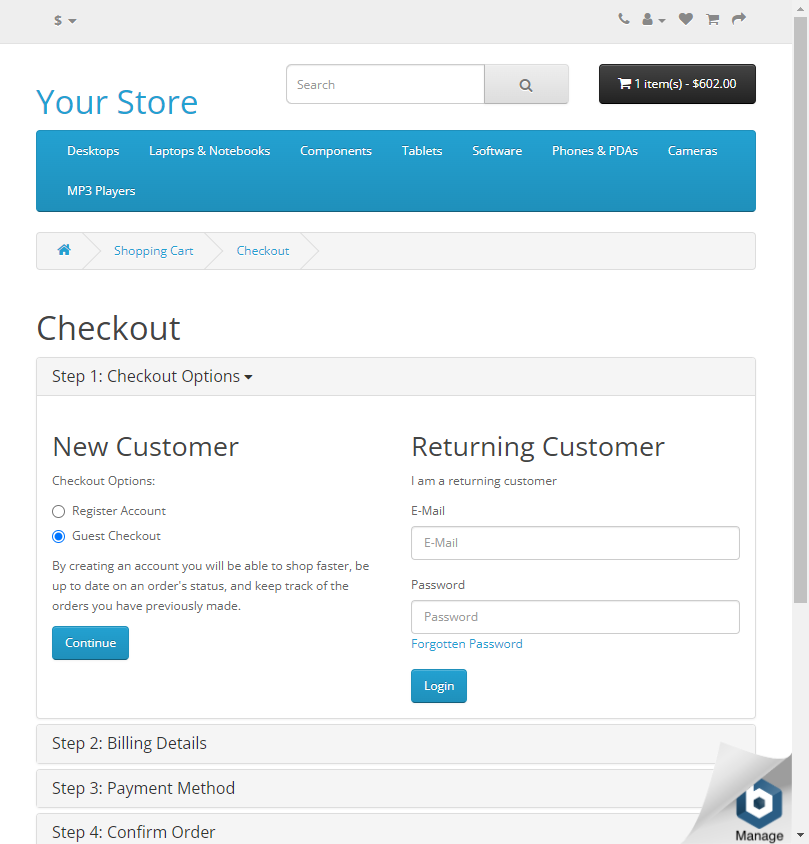 $
Search
1 item(s) - $602.00
Your Store
Desktops
Laptops & Notebooks
Components
Tablets
Software
Phones & PDAs
Cameras
MP3 Players
Shopping Cart
Checkout
Checkout
Step 1: Checkout Options
New Customer
Checkout Options:
Register Account
Guest Checkout
By creating an account you will be able to shop faster, be
up to date on an order's status, and keep track of the
orders you have previously made.
Continue
Returning Customer
I am a returning customer
E-Mail
E-Mail
Password
Password
Forgotten Password
Login
Step 2: Billing Details
Step 3: Payment Method
Step 4: Confirm Order
b
Manage